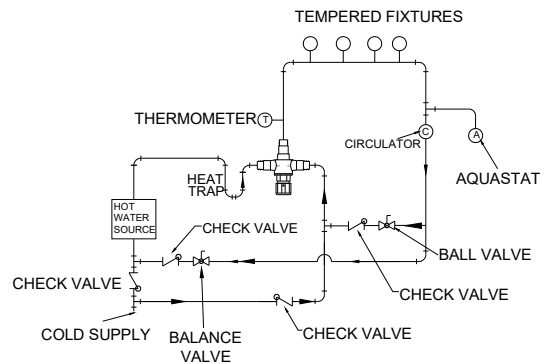 TEMPERED FIXTURES
THERMOMETER
T
C
CIRCULATOR
A
AQUASTAT
HEAT
TRAP
HOT
WATER
SOURCE
CHECK VALVE
BALL VALVE
CHECK VALVE
CHECK VALVE
COLD SUPPLY
BALANCE
VALVE
CHECK VALVE